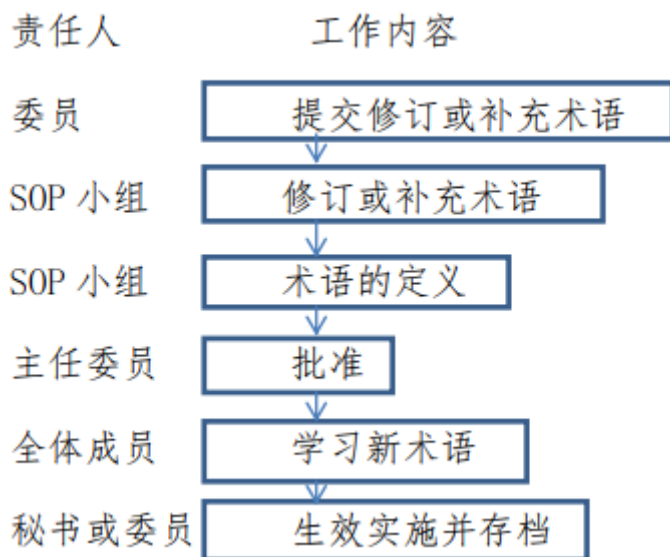 责任人 工作内容
委员 提交修订或补充术语
SOP 小组 修订或补充术语
SOP 小组 术语的定义
主任委员 批准
全体成员 学习新术语
秘书或委员 生效实施并存档